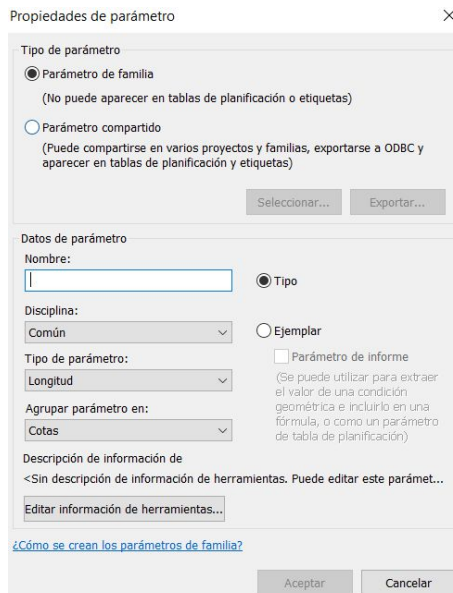 Propiedades de parámetro
Tipo de parámetro
Parámetro de familia
(No puede aparecer en tablas de planificación o etiquetas)
Parámetro compartido
(Puede compartirse en varios proyectos y familias, exportarse a ODBC y
aparecer en tablas de planificación y etiquetas)
Seleccionar...
Exportar...
Datos de parámetro
Nombre:
Tipo
Disciplina:
Común
Ejemplar
Parámetro de informe
Tipo de parámetro:
Longitud
(Se puede utilizar para extraer
el valor de una condición
geométrica e incluirlo en una
fórmula, o como un parámetro
de tabla de planificación)
Agrupar parámetro en:
Cotas
Descripción de información de
<Sin descripción de información de herramientas. Puede editar este parámet...
Editar información de herramientas...
¿Cómo se crean los parámetros de familia?
Aceptar
Cancelar